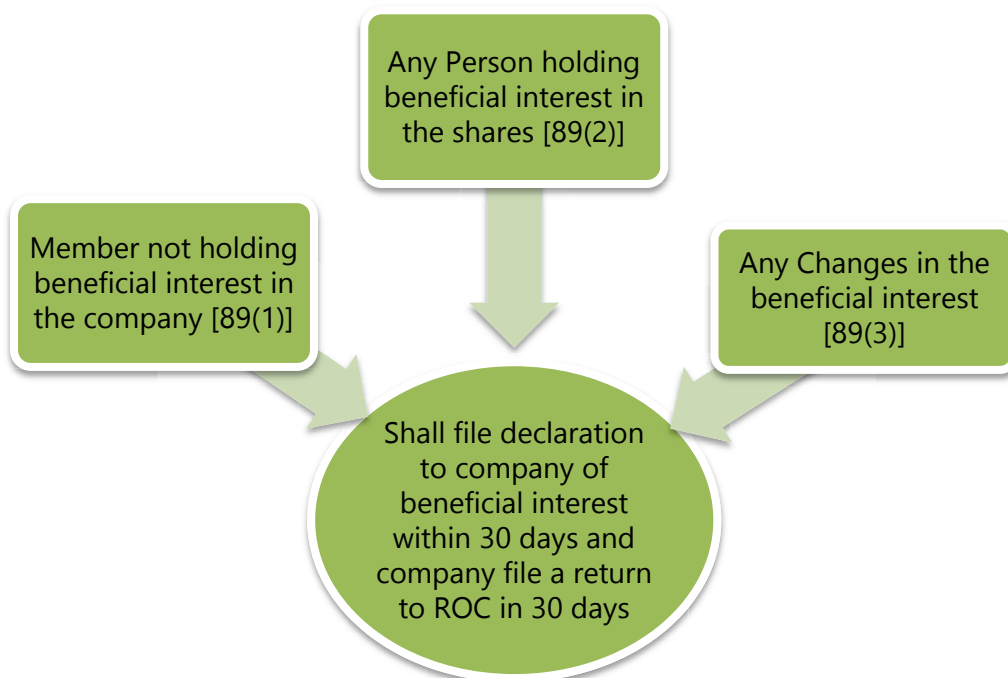 Any Person holding
beneficial interest in
the shares [89(2)]
Member not holding
beneficial interest in
the company [89(1)]
Any Changes in the
beneficial interest
[89(3)]
Shall file declaration
to company of
beneficial interest
within 30 days and
company file a return
to ROC in 30 days